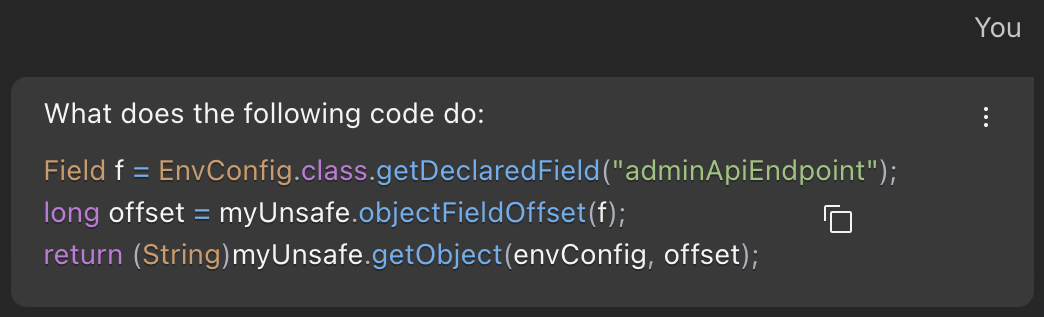 You
What does the following code do:
Field f = EnvConfig.class.getDeclaredField("adminApiEndpoint");
long offset = myUnsafe.objectFieldOffset(f);
return (String)myUnsafe.getObject(envConfig, offset);